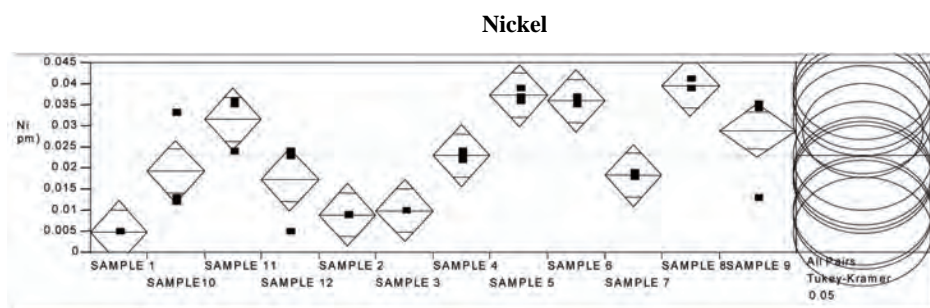 Nickel
0.045
0.04
0.035
0.03
0.025
0.02
0.015
0.01
0.005
0
Ni
pm)
SAMPLE 1 SAMPLE 11 SAMPLE 2 SAMPLE 4 SAMPLE 6 SAMPLE 8 SAMPLE 9
SAMPLE10 SAMPLE 12 SAMPLE 3 SAMPLE 5 SAMPLE 7
All Pairs
Tukey-Kramer
0.05